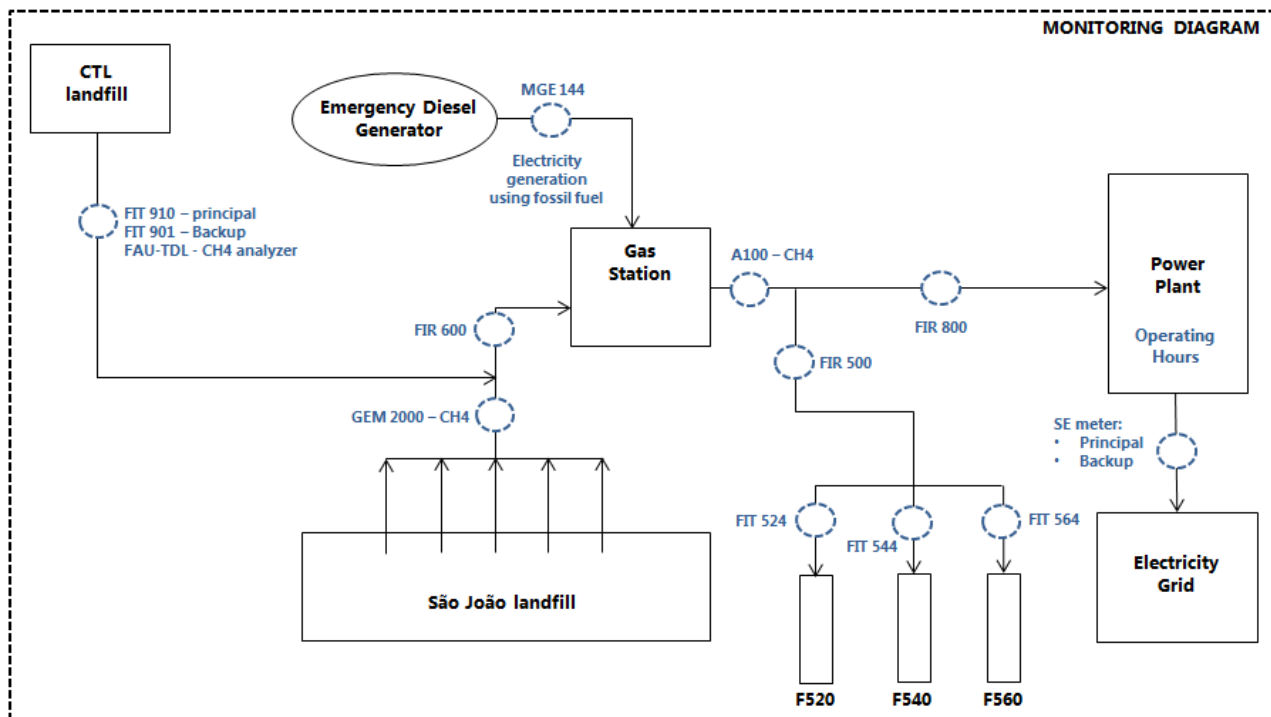 MONITORING DIAGRAM
CTL
landfill
Emergency Diesel
Generator
MGE 144
Electricity
generation
using fossil fuel
FIT 910 – principal
FIT 901 – Backup
FAU-TDL - CH4 analyzer
Gas
Station
A100 – CH4
Power
Plant
Operating
Hours
FIR 600
FIR 800
FIR 500
GEM 2000 – CH4
SE meter:
• Principal
• Backup
FIT 524
FIT 544
FIT 564
São João landfill
Electricity
Grid
F520
F540
F560